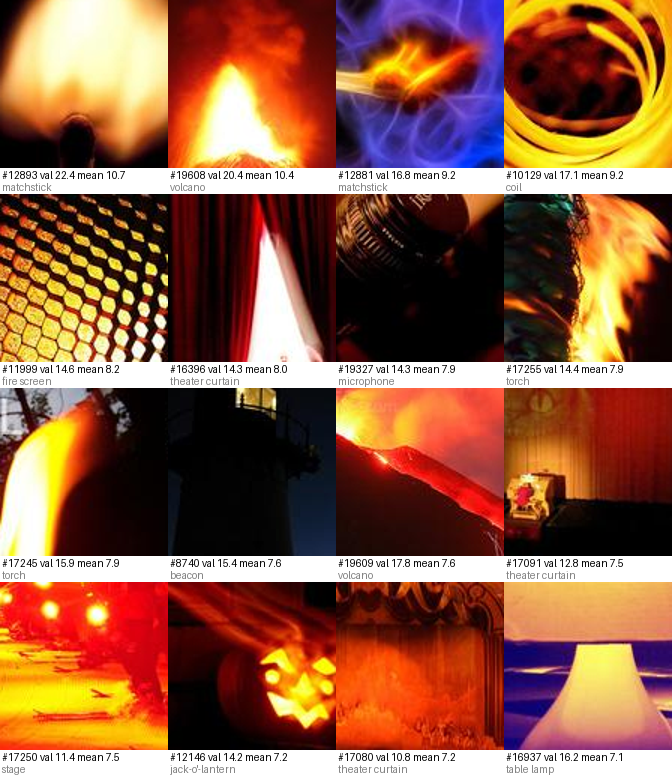 #12893 val 22.4 mean 10.7
matchstick
#19608 val 20.4 mean 10.4
volcano
#12881 val 16.8 mean 9.2
matchstick
#10129 val 17.1 mean 9.2
coil
#11999 val 14.6 mean 8.2
fire screen
#16396 val 14.3 mean 8.0
theater curtain
#19327 val 14.3 mean 7.9
microphone
#17255 val 14.4 mean 7.9
torch
#17245 val 15.9 mean 7.9
torch
#8740 val 15.4 mean 7.6
beacon
#19609 val 17.8 mean 7.6
volcano
#17091 val 12.8 mean 7.5
theater curtain
#17250 val 11.4 mean 7.5
stage
#12146 val 14.2 mean 7.2
jack-o'-lantern
#17080 val 10.8 mean 7.2
theater curtain
#16937 val 16.2 mean 7.1
table lamp